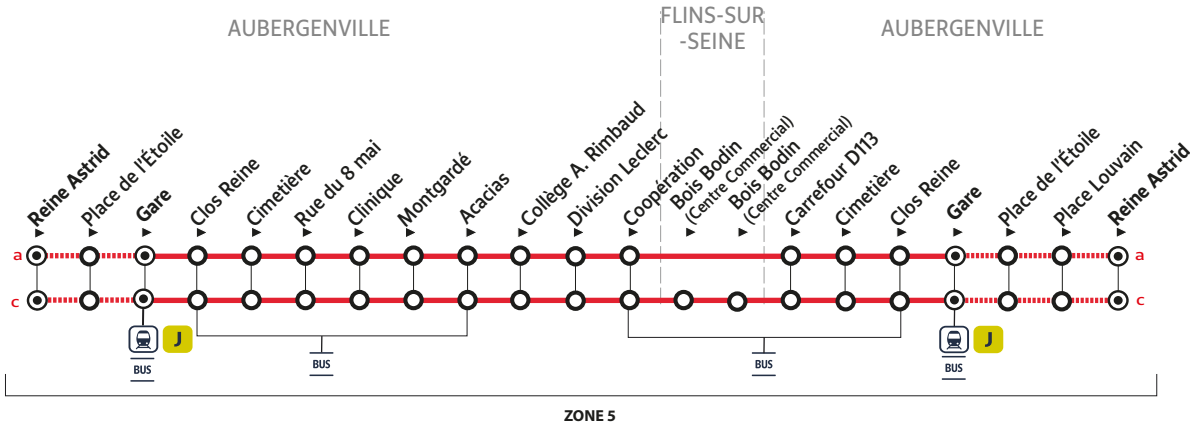 AUBERGENVILLE
FLINS-SUR
-SEINE
AUBERGENVILLE
Reine Astrid
Place de l'Étoile
Gare
Clos Reine
Cimetière
Rue du 8 mai
Clinique
Montgardé
Acacias
Collège A. Rimbaud
Division Leclerc
Coopération
Bois Bodin
(Centre Commercial)
Bois Bodin
(Centre Commercial)
Carrefour D113
Cimetière
Clos Reine
Gare
Place de l'Étoile
Place Louvain
Reine Astrid
a
a
c
c
J
BUS
BUS
BUS
J
BUS
ZONE 5